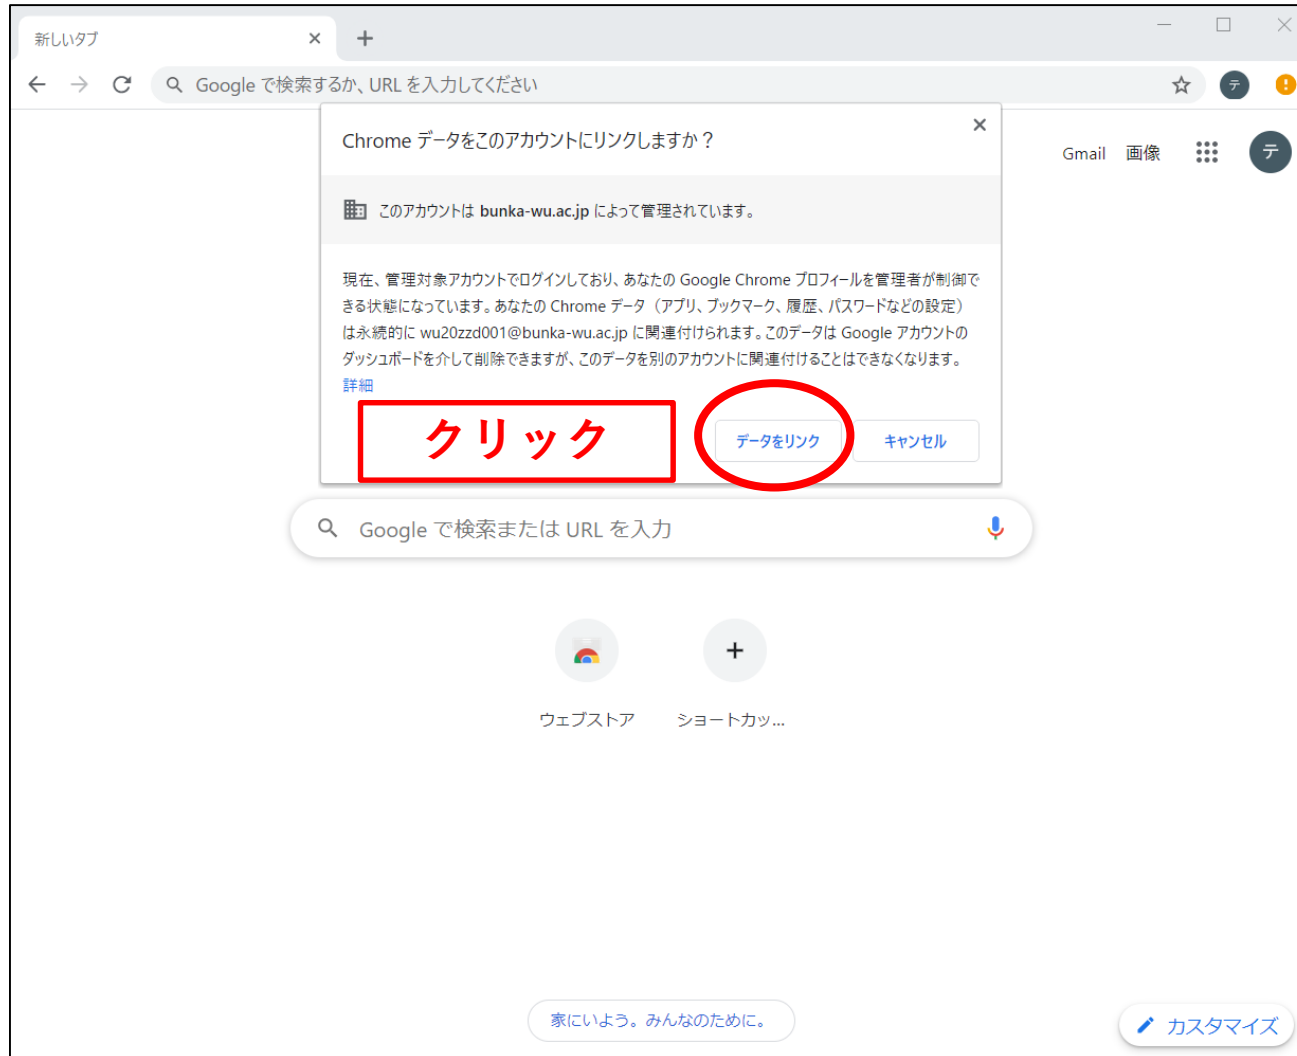 新しいタブ
Google で検索するか、URL を入力してください
テ
Chrome データをこのアカウントにリンクしますか？
Gmail 画像
テ
このアカウントは bunka-wu.ac.jp によって管理されています。
現在、管理対象アカウントでログインしており、あなたの Google Chrome プロフィールを管理者が制御で
きる状態になっています。あなたの Chrome データ（アプリ、ブックマーク、履歴、パスワードなどの設定）
は永続的に wu20zzd001@bunka-wu.ac.jp に関連付けられます。このデータは Google アカウントの
ダッシュボードを介して削除できますが、このデータを別のアカウントに関連付けることはできなくなります。
詳細
クリック
データをリンク
キャンセル
Google で検索または URL を入力
ウェブストア
ショートカッ...
家にいよう。みんなのために。
カスタマイズ